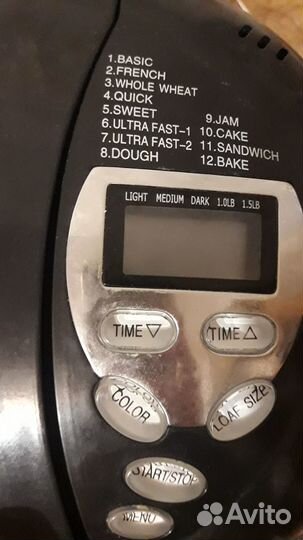 1.BASIC
2.FRENCH
3.WHOLE WHEAT
4.QUICK
5.SWEET
6.ULTRA FAST-1
7.ULTRA FAST-2
8.DOUGH
9.JAM
10.CAKE
11.SANDWICH
12.BAKE
LIGHT MEDIUM DARK 1.0LB 1.5LB
TIME▽
TIME△
COLOR
LOAF SIZE
START/STOP
MENU
Avito